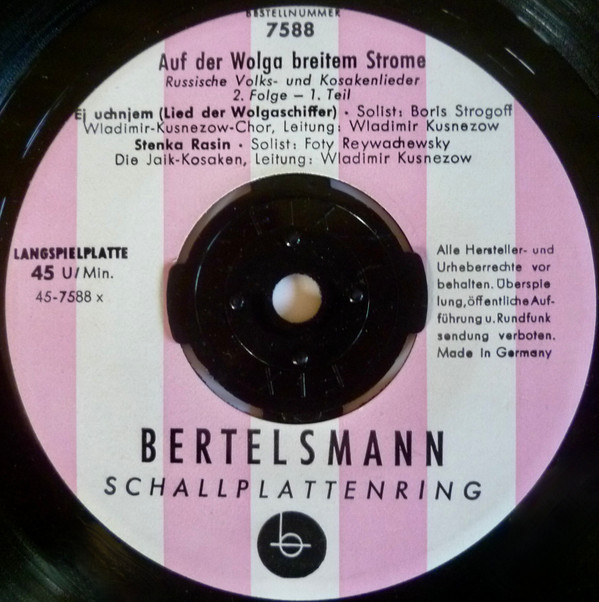 BESTELLNUMMER
7588
Auf der Wolga breitem Strome
Russische Volks- und Kosakenlieder
2. Folge – 1. Teil
Ej uchnjem (Lied der Wolgaschiffer) • Solist: Boris Strogoff
Wladimir-Kusnezow-Chor, Leitung: Wladimir Kusnezow
Stenka Rasin • Solist: Foty Reywachewsky
Die Jaik-Kosaken, Leitung: Wladimir Kusnezow
LANGSPIELPLATTE
45 U/Min.
45-7588 x
Alle Hersteller- und
Urheberrechte vor
behalten. Überspie
lung, öffentliche Auf-
führung u. Rundfunk
sendung verboten.
Made in Germany
BERTELSMANN
SCHALLPLATTENRING
b